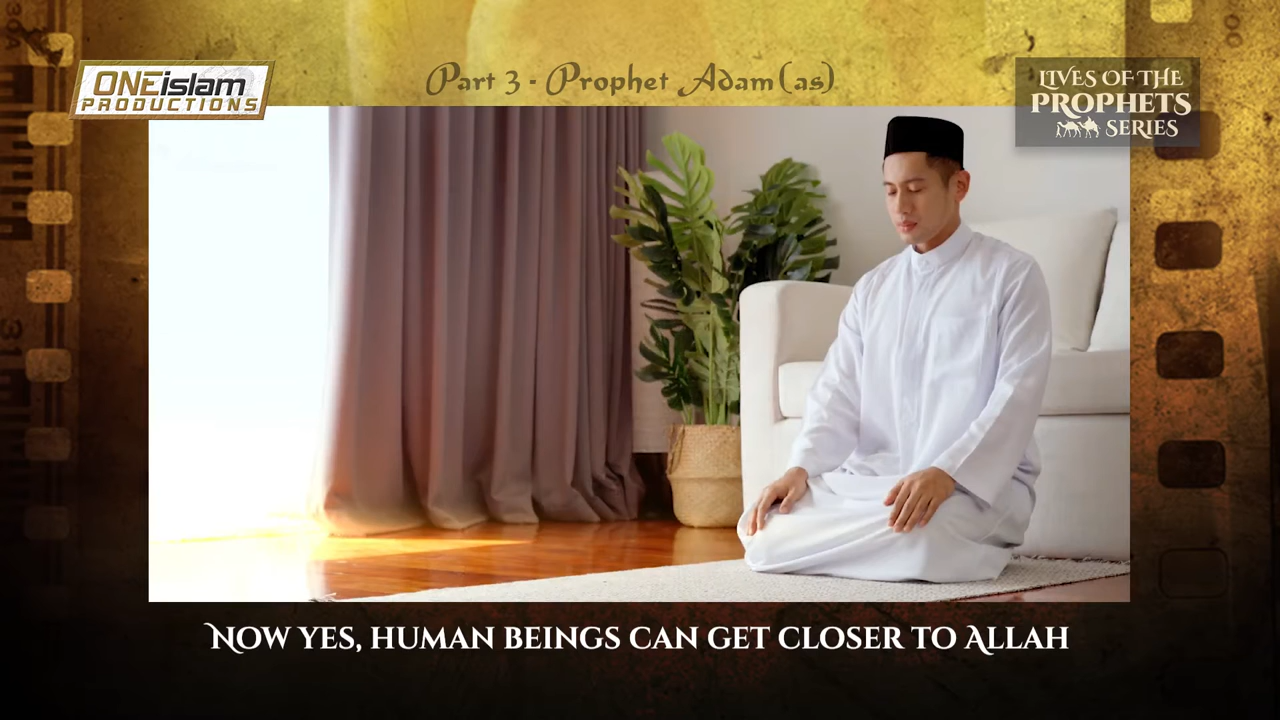 ONEislam
PRODUCTIONS
Part 3 - Prophet Adam (as)
LIVES OF THE
PROPHETS
SERIES
NOW YES, HUMAN BEINGS CAN GET CLOSER TO ALLAH